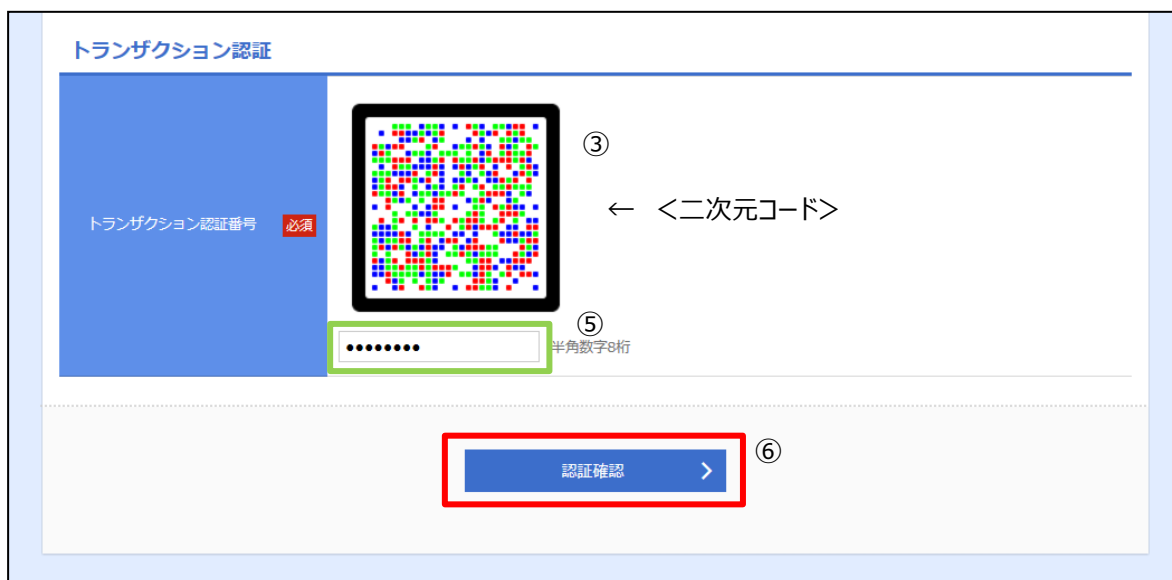 トランザクション認証
③
← <二次元コード>
トランザクション認証番号 必須
⑤
●●●●●●●● 半角数字8桁
⑥
認証確認 >